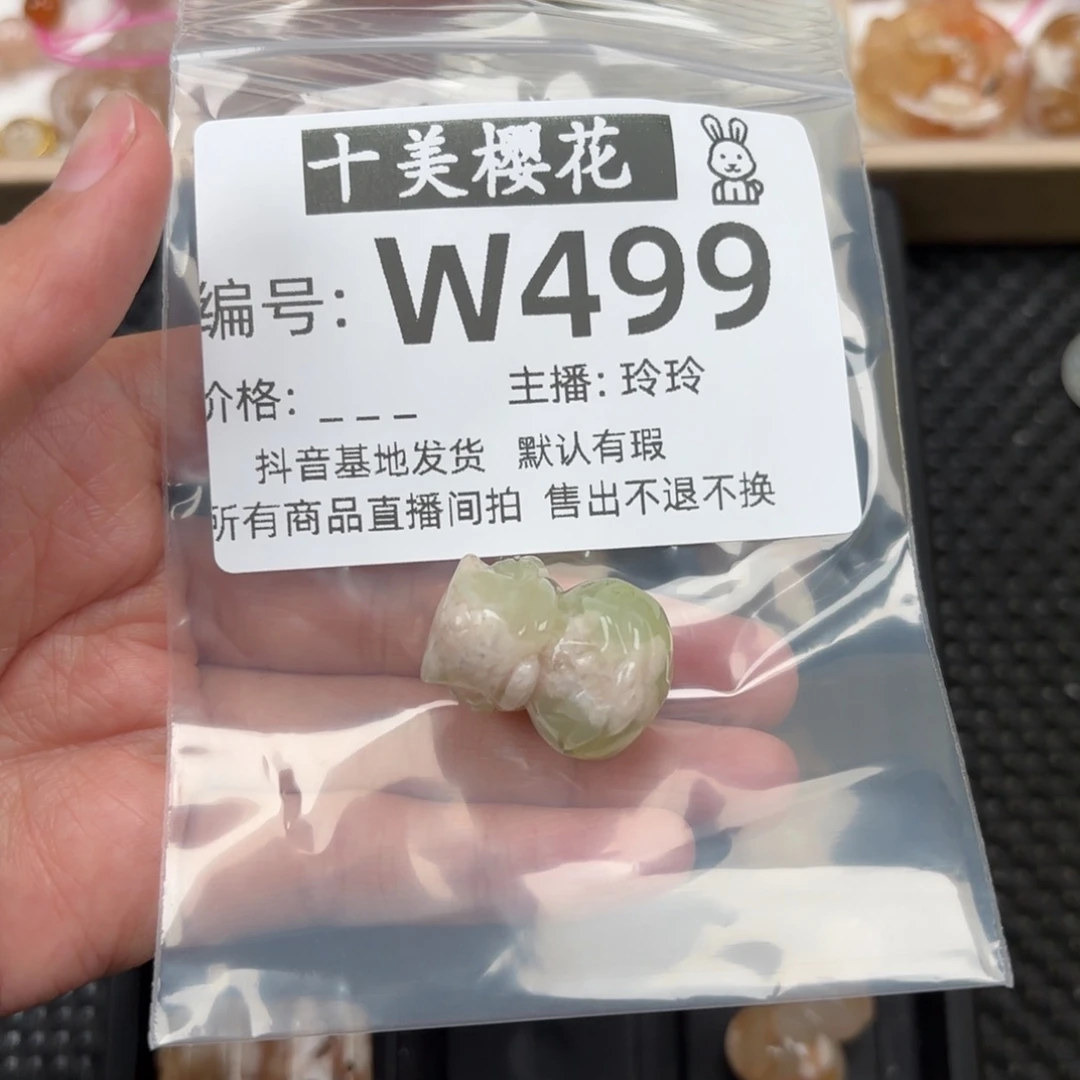 十美樱花
编号: W499
价格: _ _ _ 主播: 玲玲
抖音基地发货 默认有瑕
所有商品直播间拍 售出不退不换